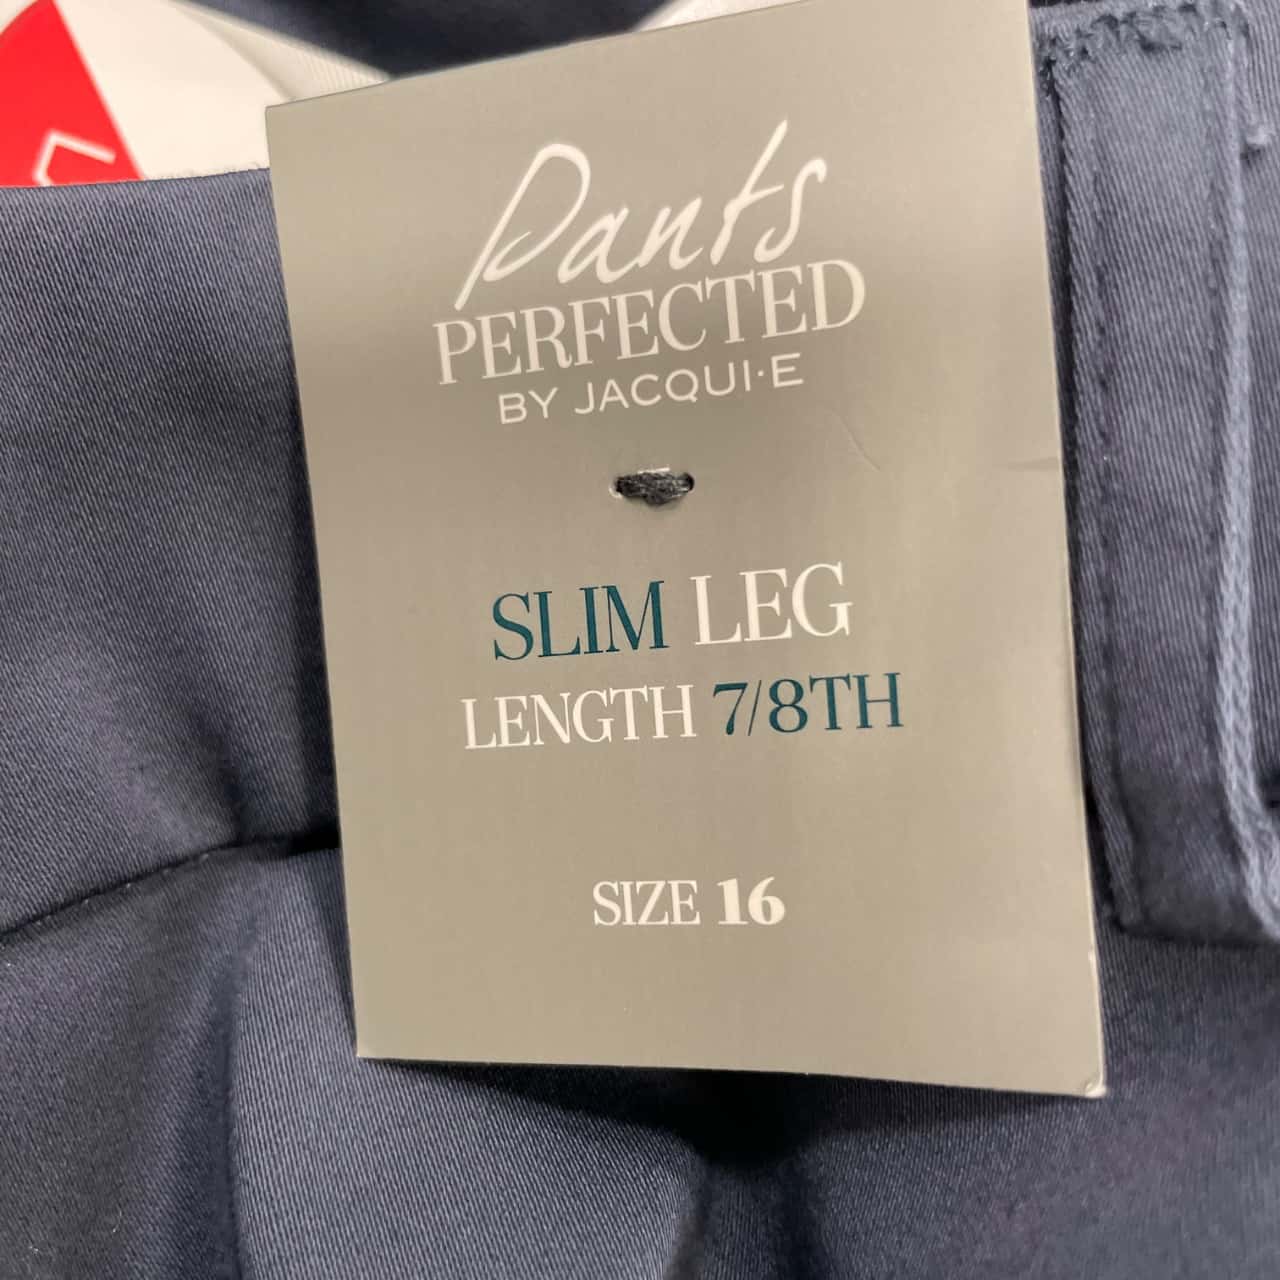 Pants
PERFECTED
BY JACQUI·E
SLIM LEG
LENGTH 7/8TH
SIZE 16